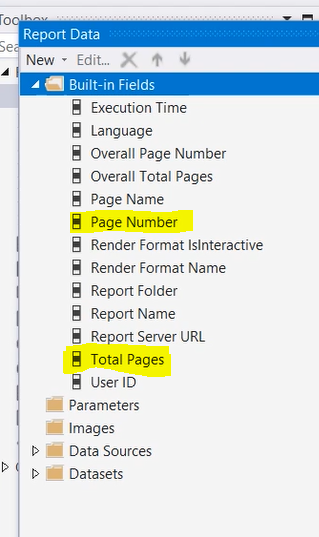 Toolbox
Report Data
New Edit...
Built-in Fields
Execution Time
Language
Overall Page Number
Overall Total Pages
Page Name
Page Number
Render Format IsInteractive
Render Format Name
Report Folder
Report Name
Report Server URL
Total Pages
User ID
Parameters
Images
Data Sources
Datasets